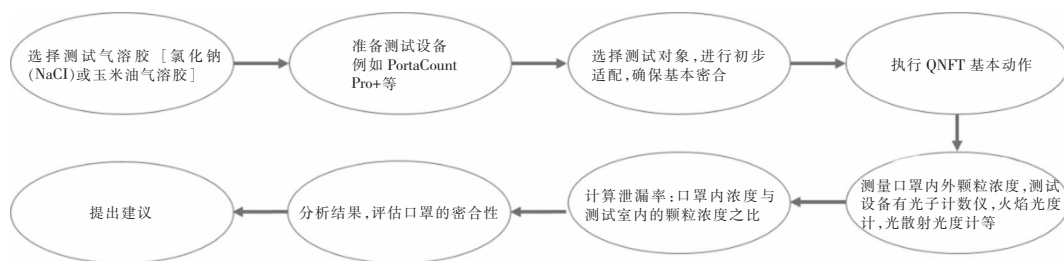 选择测试气溶胶［氯化钠
(NaCI)或玉米油气溶胶］
准备测试设备
例如 PortaCount
Pro+等
选择测试对象,进行初步
适配,确保基本密合
执行 QNFT 基本动作
测量口罩内外颗粒浓度,测试
设备有光子计数仪,火焰光度
计,光散射光度计等
计算泄漏率:口罩内浓度与
测试室内的颗粒浓度之比
分析结果,评估口罩的密合性
提出建议